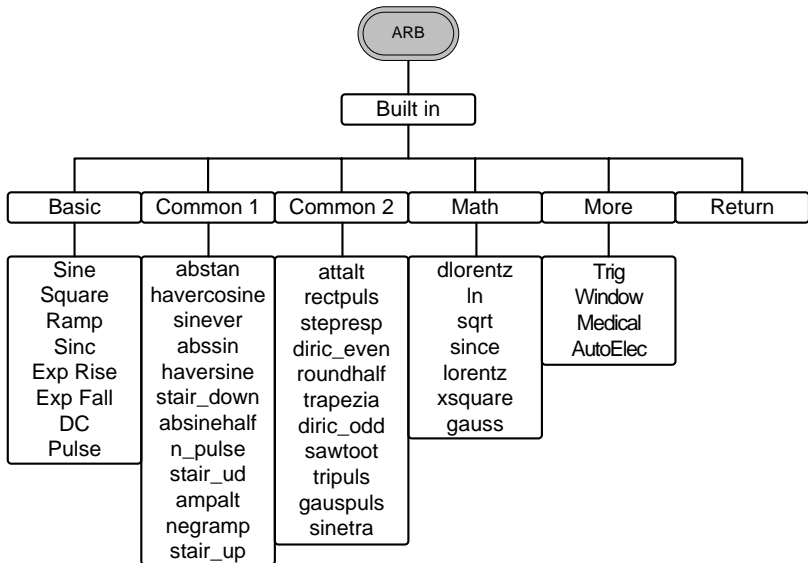 ARB
Built in
Basic
Common 1
Common 2
Math
More
Return
Sine
Square
Ramp
Sinc
Exp Rise
Exp Fall
DC
Pulse
abstan
havercosine
sinever
abssin
haversine
stair_down
absinehalf
n_pulse
stair_ud
ampalt
negramp
stair_up
attalt
rectpuls
stepresp
diric_even
roundhalf
trapezia
diric_odd
sawtoot
tripuls
gauspuls
sinetra
dlorentz
ln
sqrt
since
lorentz
xsquare
gauss
Trig
Window
Medical
AutoElec